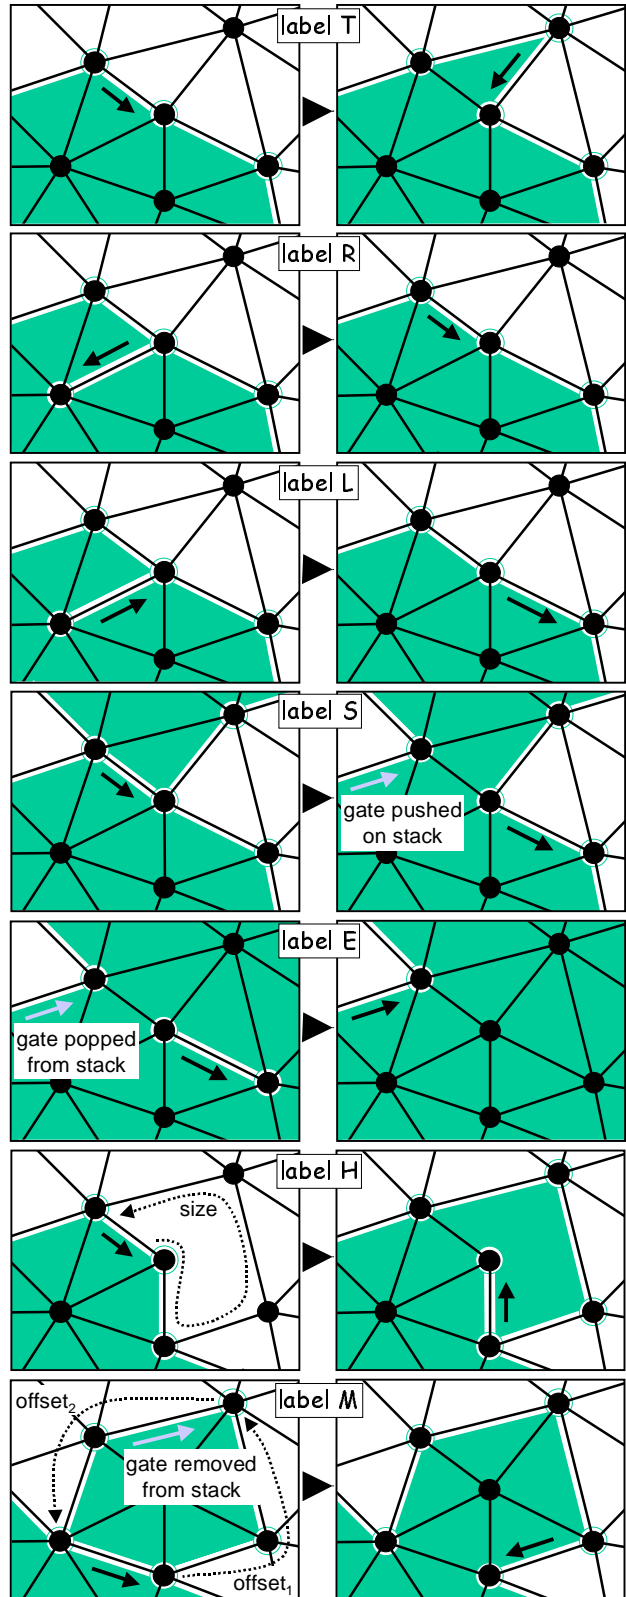 label T
label R
label L
label S
gate pushed
on stack
label E
gate popped
from stack
label H
size
label M
offset₂
gate removed
from stack
offset₁